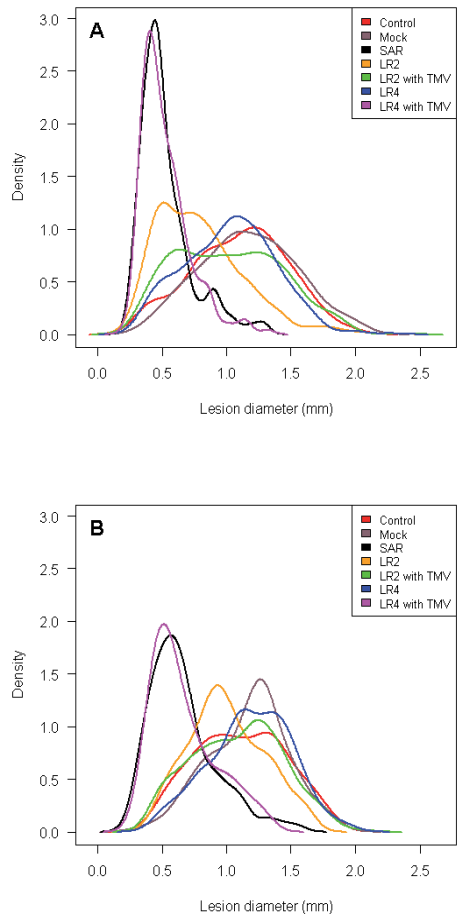 A
Control
Mock
SAR
LR2
LR2 with TMV
LR4
LR4 with TMV
Density
3.0
2.5
2.0
1.5
1.0
0.5
0.0
0.0 0.5 1.0 1.5 2.0 2.5
Lesion diameter (mm)
B
Control
Mock
SAR
LR2
LR2 with TMV
LR4
LR4 with TMV
Density
3.0
2.5
2.0
1.5
1.0
0.5
0.0
0.0 0.5 1.0 1.5 2.0 2.5
Lesion diameter (mm)